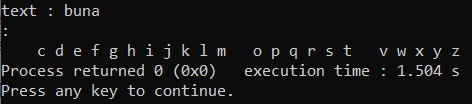 text : buna
:
    c d e f g h i j k l m   o p q r s t   v w x y z
Process returned 0 (0x0)   execution time : 1.504 s
Press any key to continue.